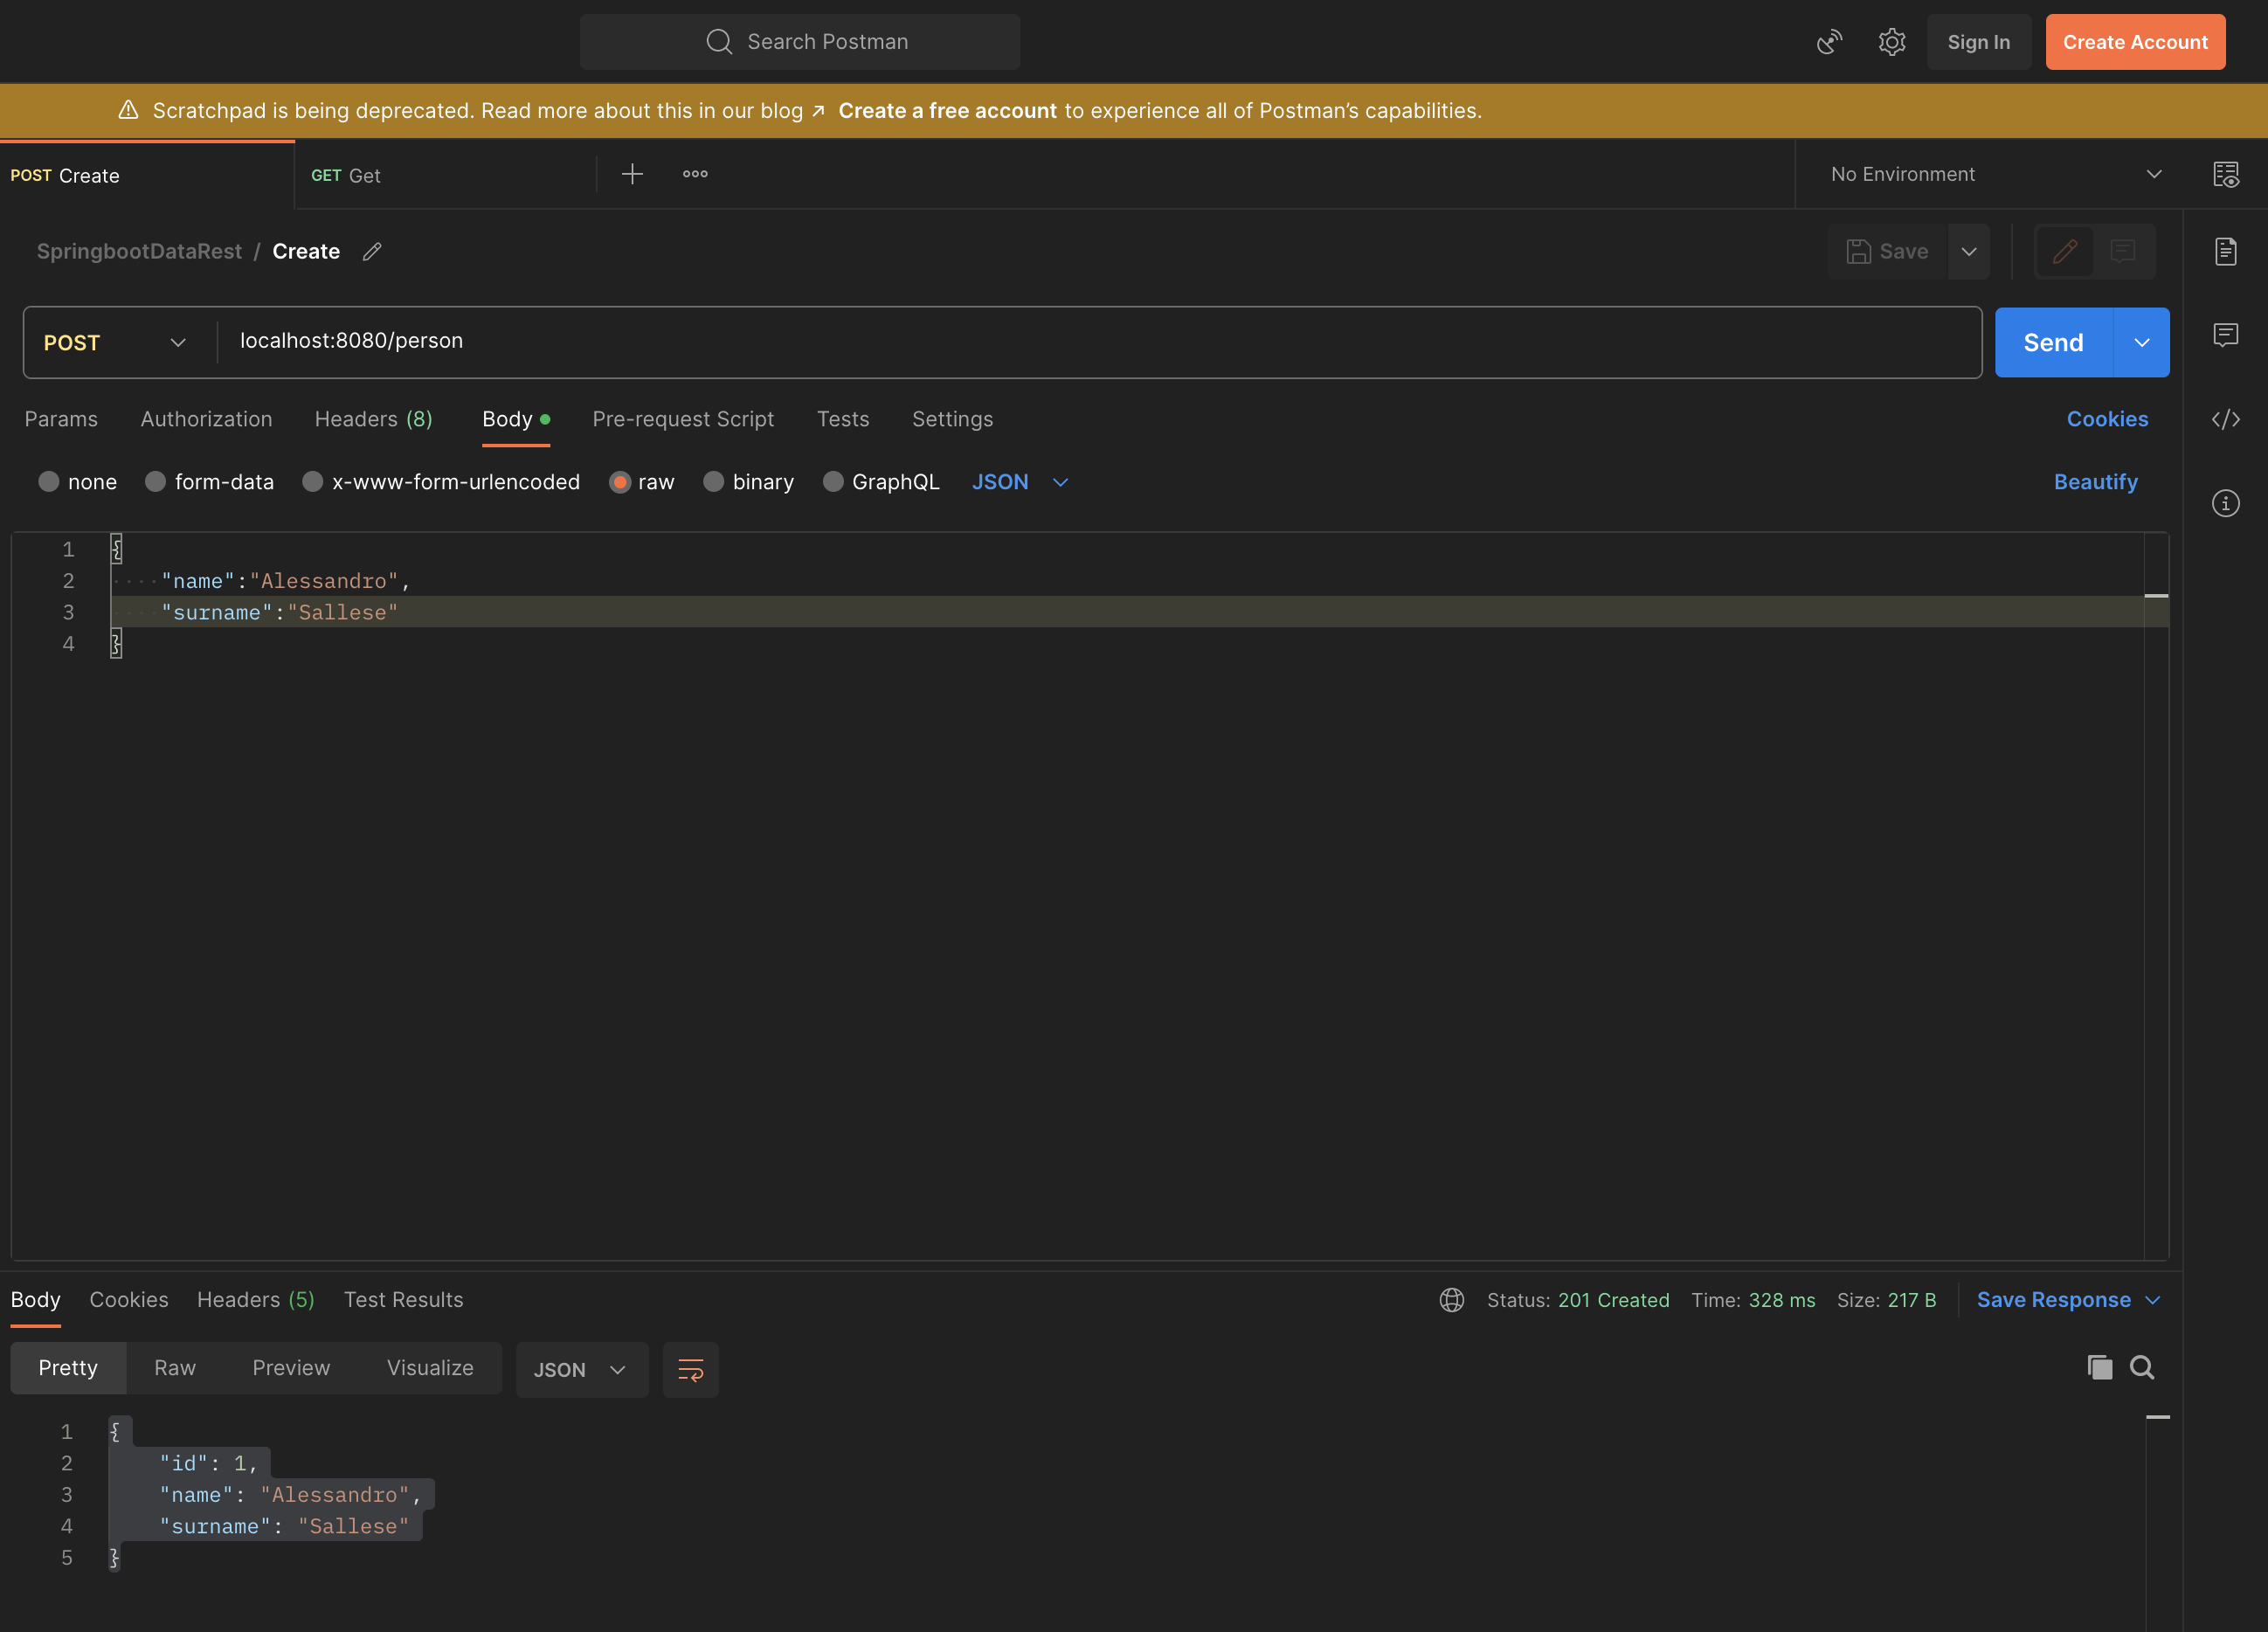 Search Postman
Sign In
Create Account
Scratchpad is being deprecated. Read more about this in our blog ↗ Create a free account to experience all of Postman’s capabilities.
POST Create
GET Get
No Environment
SpringbootDataRest / Create
Save
POST
localhost:8080/person
Send
Params Authorization Headers (8) Body Pre-request Script Tests Settings Cookies
none form-data x-www-form-urlencoded raw binary GraphQL JSON Beautify
1 {
2 "name":"Alessandro",
3 "surname":"Sallese"
4 }
Body Cookies Headers (5) Test Results Status: 201 Created Time: 328 ms Size: 217 B Save Response
Pretty Raw Preview Visualize JSON
1 {
2 "id": 1,
3 "name": "Alessandro",
4 "surname": "Sallese"
5 }